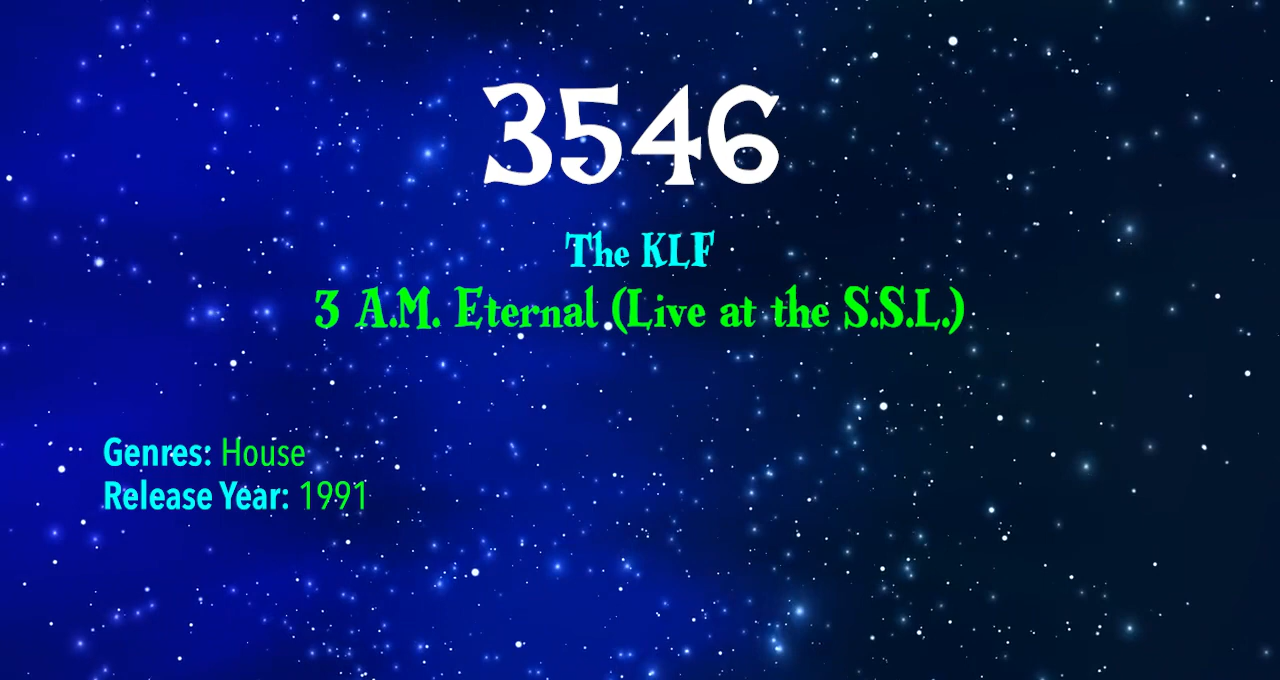 3546
The KLF
3 A.M. Eternal (Live at the S.S.L.)
Genres: House
Release Year: 1991